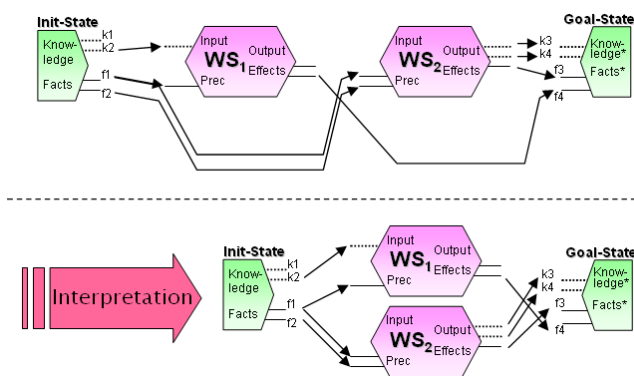 Init-State
Goal-State
k1
k2
Know-
ledge
Facts
f1
f2
Input
Output
WS1
Effects
Prec
Input
Output
WS2
Effects
Prec
k3
k4
f3
f4
Know-
ledge*
Facts*
Interpretation
Init-State
Know-
ledge
Facts
k1
k2
f1
f2
Input
Output
WS1
Effects
Prec
Input
Output
WS2
Effects
Prec
Goal-State
k3
k4
f3
f4
Know-
ledge*
Facts*